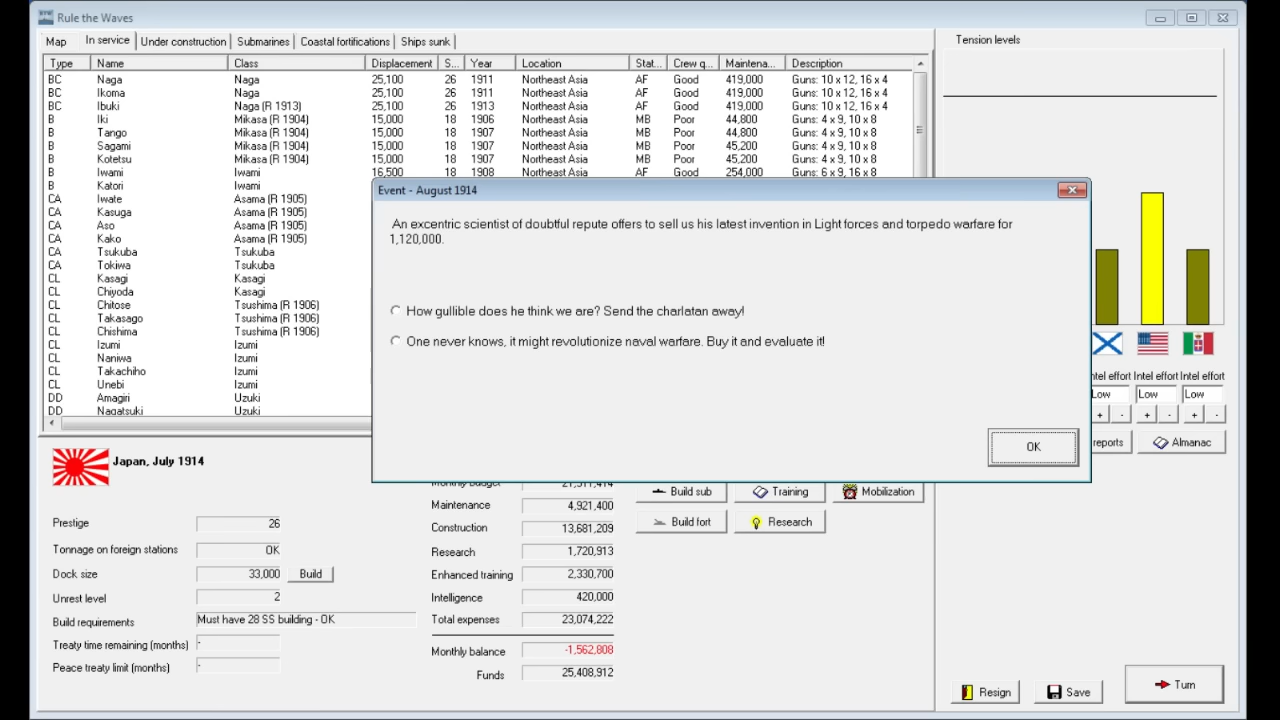 Rule the Waves
Map In service Under construction Submarines Coastal fortifications Ships sunk
Tension levels
Type Name Class Displacement S... Year Location Stat... Crew q... Maintena... Description
BC Naga Naga 25,100 26 1911 Northeast Asia AF Good 419,000 Guns: 10 x 12, 16 x 4
BC Ikoma Naga 25,100 26 1911 Northeast Asia AF Good 419,000 Guns: 10 x 12, 16 x 4
BC Ibuki Naga (R 1913) 25,100 26 1913 Northeast Asia AF Good 419,000 Guns: 10 x 12, 16 x 4
B Iki Mikasa (R 1904) 15,000 18 1906 Northeast Asia MB Poor 44,800 Guns: 4 x 9, 10 x 8
B Tango Mikasa (R 1904) 15,000 18 1907 Northeast Asia MB Poor 44,800 Guns: 4 x 9, 10 x 8
B Sagami Mikasa (R 1904) 15,000 18 1907 Northeast Asia MB Poor 45,200 Guns: 4 x 9, 10 x 8
B Kotetsu Mikasa (R 1904) 15,000 18 1907 Northeast Asia MB Poor 45,200 Guns: 4 x 9, 10 x 8
B Iwami Iwami 16,500 18 1908 Northeast Asia AF Good 254,000 Guns: 6 x 9, 16 x 6
B Katori Iwami
CA Iwate Asama (R 1905)
CA Kasuga Asama (R 1905)
CA Aso Asama (R 1905)
CA Kako Asama (R 1905)
CA Tsukuba Tsukuba
CA Tokiwa Tsukuba
CL Kasagi Kasagi
CL Chiyoda Kasagi
CL Chitose Tsushima (R 1906)
CL Takasago Tsushima (R 1906)
CL Chishima Tsushima (R 1906)
CL Izumi Izumi
CL Naniwa Izumi
CL Takachiho Izumi
CL Unebi Izumi
DD Amagiri Uzuki
DD Nagatsuki Uzuki
Event - August 1914
An excentric scientist of doubtful repute offers to sell us his latest invention in Light forces and torpedo warfare for
1,120,000.
How gullible does he think we are? Send the charlatan away!
One never knows, it might revolutionize naval warfare. Buy it and evaluate it!
OK
Intel effort Intel effort
Low Low Low
+ - + - + -
reports Almanac
Japan, July 1914
Prestige 26
Tonnage on foreign stations OK
Dock size 33,000 Build
Unrest level 2
Build requirements Must have 28 SS building - OK
Treaty time remaining (months) -
Peace treaty limit (months) -
Monthly budget
Maintenance 4,921,400
Construction 13,681,209
Research 1,720,913
Enhanced training 2,330,700
Intelligence 420,000
Total expenses 23,074,222
Monthly balance -1,562,808
Funds 25,408,912
Build sub Training Mobilization
Build fort Research
Resign Save Turn